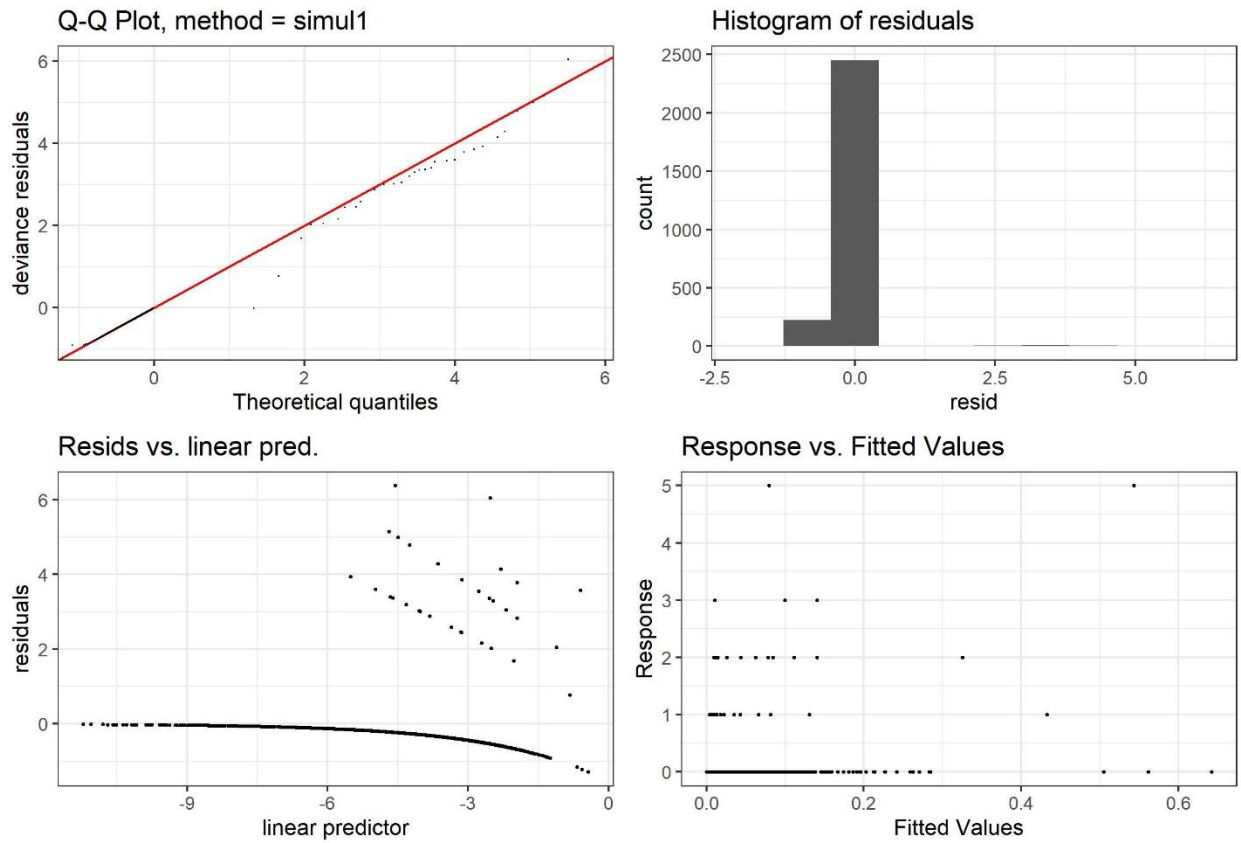 Q-Q Plot, method = simul1
6
4
2
0
deviance residuals
0 2 4 6
Theoretical quantiles
Histogram of residuals
2500
2000
1500
1000
500
0
count
-2.5 0.0 2.5 5.0
resid
Resids vs. linear pred.
6
4
2
0
residuals
-9 -6 -3 0
linear predictor
Response vs. Fitted Values
5
4
3
2
1
0
Response
0.0 0.2 0.4 0.6
Fitted Values